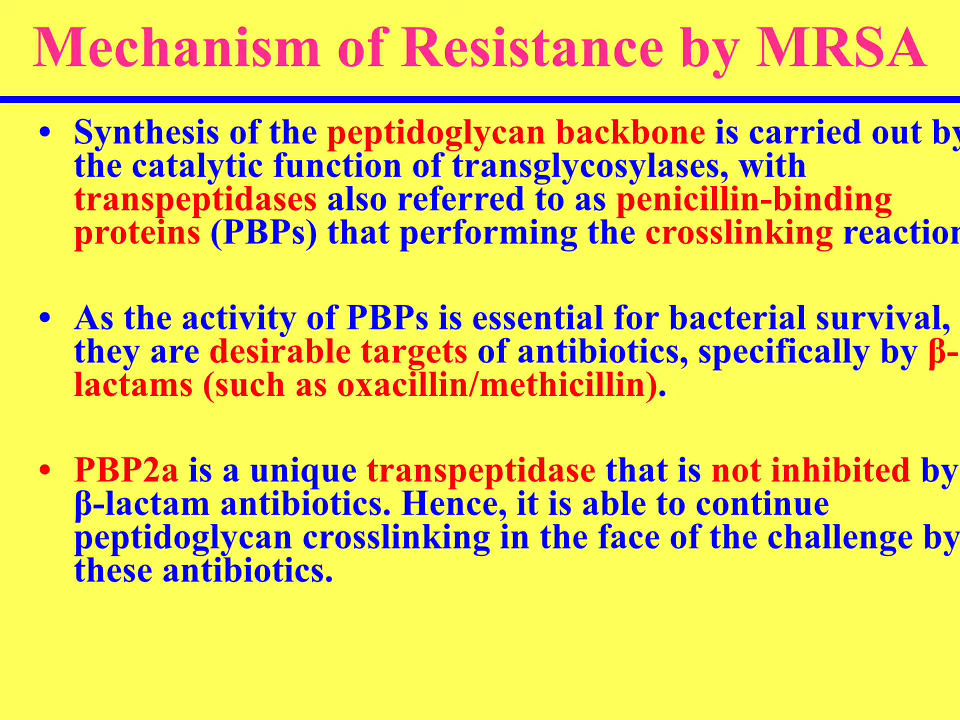 Mechanism of Resistance by MRSA
• Synthesis of the peptidoglycan backbone is carried out by
the catalytic function of transglycosylases, with
transpeptidases also referred to as penicillin-binding
proteins (PBPs) that performing the crosslinking reaction
• As the activity of PBPs is essential for bacterial survival,
they are desirable targets of antibiotics, specifically by β-
lactams (such as oxacillin/methicillin).
• PBP2a is a unique transpeptidase that is not inhibited by
β-lactam antibiotics. Hence, it is able to continue
peptidoglycan crosslinking in the face of the challenge by
these antibiotics.